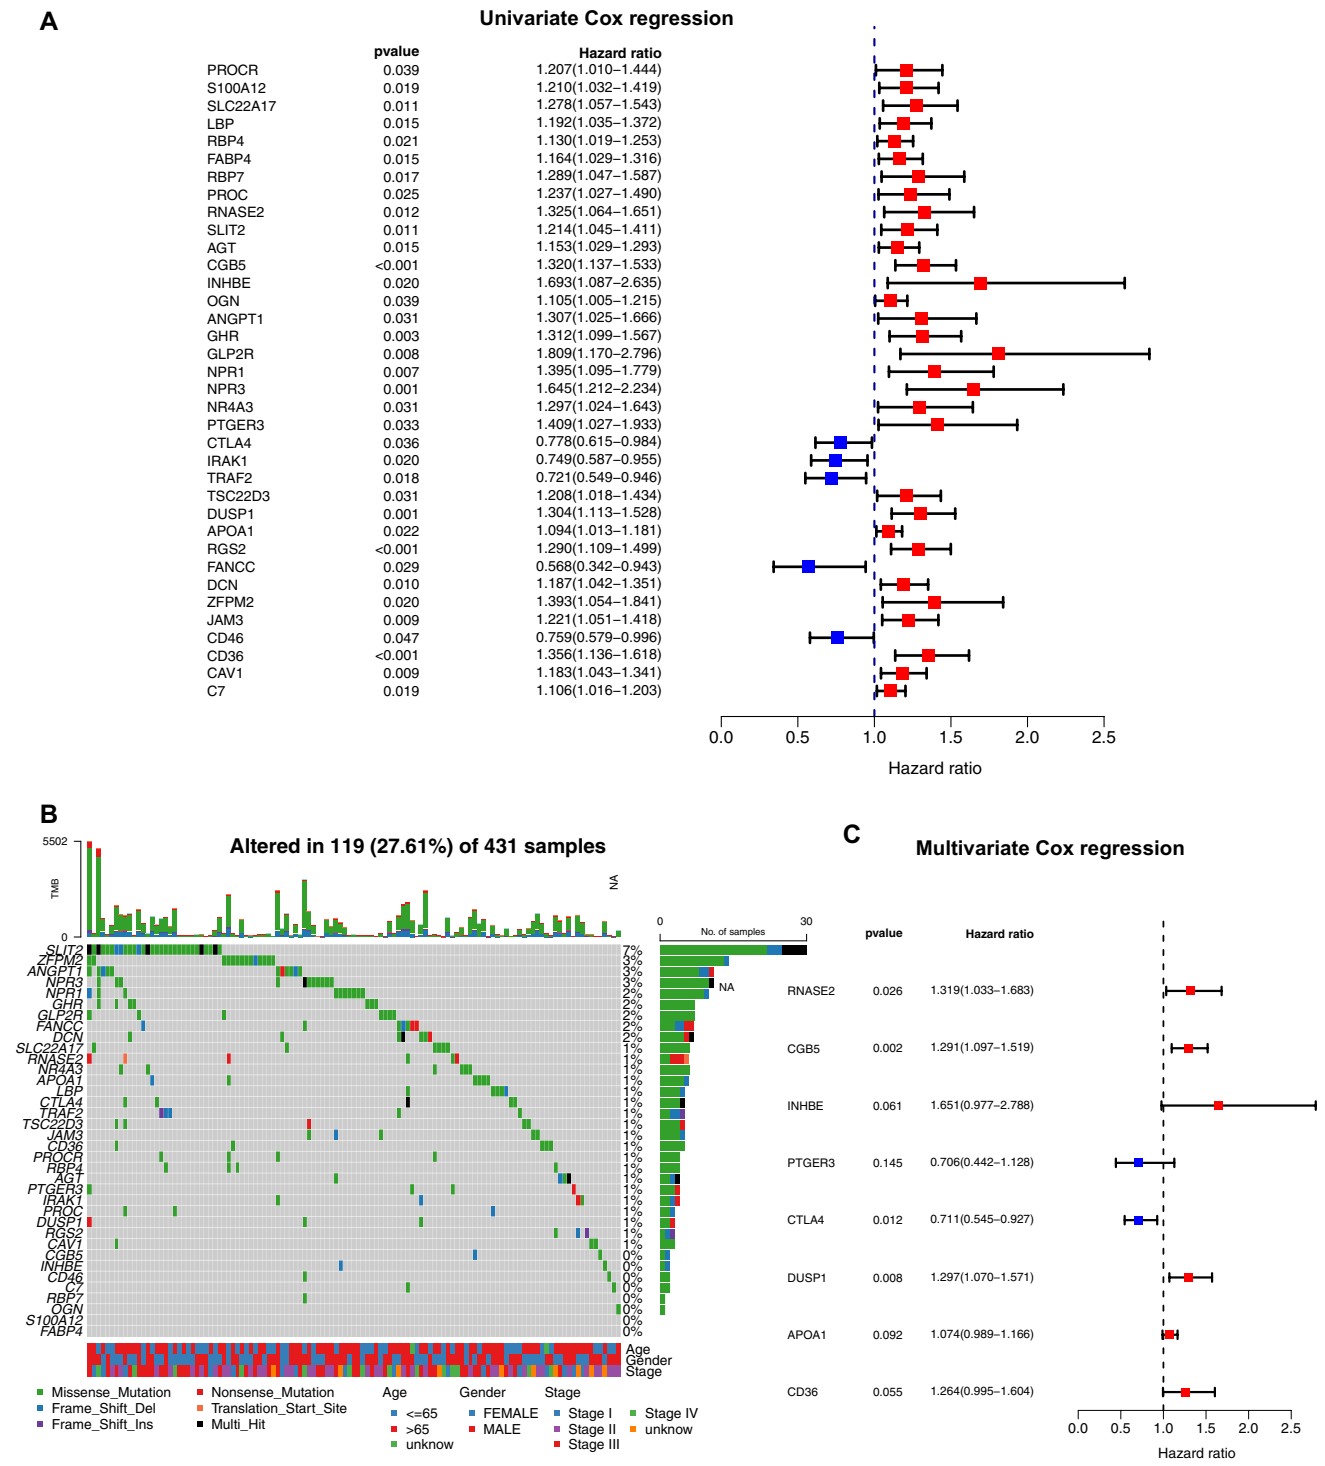 A
Univariate Cox regression
pvalue Hazard ratio
PROCR 0.039 1.207(1.010−1.444)
S100A12 0.019 1.210(1.032−1.419)
SLC22A17 0.011 1.278(1.057−1.543)
LBP 0.015 1.192(1.035−1.372)
RBP4 0.021 1.130(1.019−1.253)
FABP4 0.015 1.164(1.029−1.316)
RBP7 0.017 1.289(1.047−1.587)
PROC 0.025 1.237(1.027−1.490)
RNASE2 0.012 1.325(1.064−1.651)
SLIT2 0.011 1.214(1.045−1.411)
AGT 0.015 1.153(1.029−1.293)
CGB5 <0.001 1.320(1.137−1.533)
INHBE 0.020 1.693(1.087−2.635)
OGN 0.039 1.105(1.005−1.215)
ANGPT1 0.031 1.307(1.025−1.666)
GHR 0.003 1.312(1.099−1.567)
GLP2R 0.008 1.809(1.170−2.796)
NPR1 0.007 1.395(1.095−1.779)
NPR3 0.001 1.645(1.212−2.234)
NR4A3 0.031 1.297(1.024−1.643)
PTGER3 0.033 1.409(1.027−1.933)
CTLA4 0.036 0.778(0.615−0.984)
IRAK1 0.020 0.749(0.587−0.955)
TRAF2 0.018 0.721(0.549−0.946)
TSC22D3 0.031 1.208(1.018−1.434)
DUSP1 0.001 1.304(1.113−1.528)
APOA1 0.022 1.094(1.013−1.181)
RGS2 <0.001 1.290(1.109−1.499)
FANCC 0.029 0.568(0.342−0.943)
DCN 0.010 1.187(1.042−1.351)
ZFPM2 0.020 1.393(1.054−1.841)
JAM3 0.009 1.221(1.051−1.418)
CD46 0.047 0.759(0.579−0.996)
CD36 <0.001 1.356(1.136−1.618)
CAV1 0.009 1.183(1.043−1.341)
C7 0.019 1.106(1.016−1.203)
0.0 0.5 1.0 1.5 2.0 2.5
Hazard ratio
B
Altered in 119 (27.61%) of 431 samples
5502
TMB
0
NA
0 30
No. of samples
SLIT2 7%
ZFPM2 3%
ANGPT1 3%
NPR3 3%
NA
NPR1 2%
GHR 2%
GLP2R 2%
FANCC 2%
DCN 2%
SLC22A17 1%
RNASE2 1%
NR4A3 1%
APOA1 1%
LBP 1%
CTLA4 1%
TRAF2 1%
TSC22D3 1%
JAM3 1%
CD36 1%
PROCR 1%
RBP4 1%
AGT 1%
PTGER3 1%
IRAK1 1%
PROC 1%
DUSP1 1%
RGS2 1%
CAV1 1%
CGB5 0%
INHBE 0%
CD46 0%
C7 0%
RBP7 0%
OGN 0%
S100A12 0%
FABP4 0%
Age
Gender
Stage
Missense_Mutation Nonsense_Mutation
Frame_Shift_Del Translation_Start_Site
Frame_Shift_Ins Multi_Hit
Age Gender Stage
<=65 FEMALE Stage I Stage IV
>65 MALE Stage II unknow
unknow Stage III
C
Multivariate Cox regression
pvalue Hazard ratio
RNASE2 0.026 1.319(1.033−1.683)
CGB5 0.002 1.291(1.097−1.519)
INHBE 0.061 1.651(0.977−2.788)
PTGER3 0.145 0.706(0.442−1.128)
CTLA4 0.012 0.711(0.545−0.927)
DUSP1 0.008 1.297(1.070−1.571)
APOA1 0.092 1.074(0.989−1.166)
CD36 0.055 1.264(0.995−1.604)
0.0 0.5 1.0 1.5 2.0 2.5
Hazard ratio